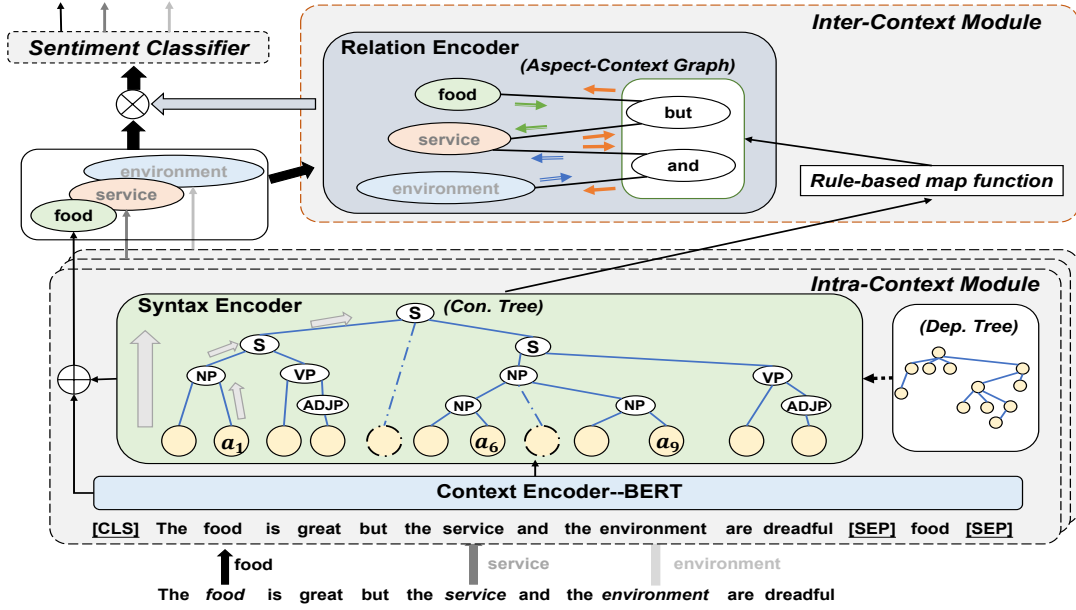 Inter-Context Module
Sentiment Classifier
Relation Encoder
(Aspect-Context Graph)
food
but
service
and
environment
environment
service
food
Rule-based map function
Intra-Context Module
Syntax Encoder
(Con. Tree)
(Dep. Tree)
S
S
S
NP
VP
NP
VP
ADJP
NP
NP
ADJP
a1
a6
a9
Context Encoder--BERT
[CLS] The food is great but the service and the environment are dreadful [SEP] food [SEP]
food
service
environment
The food is great but the service and the environment are dreadful